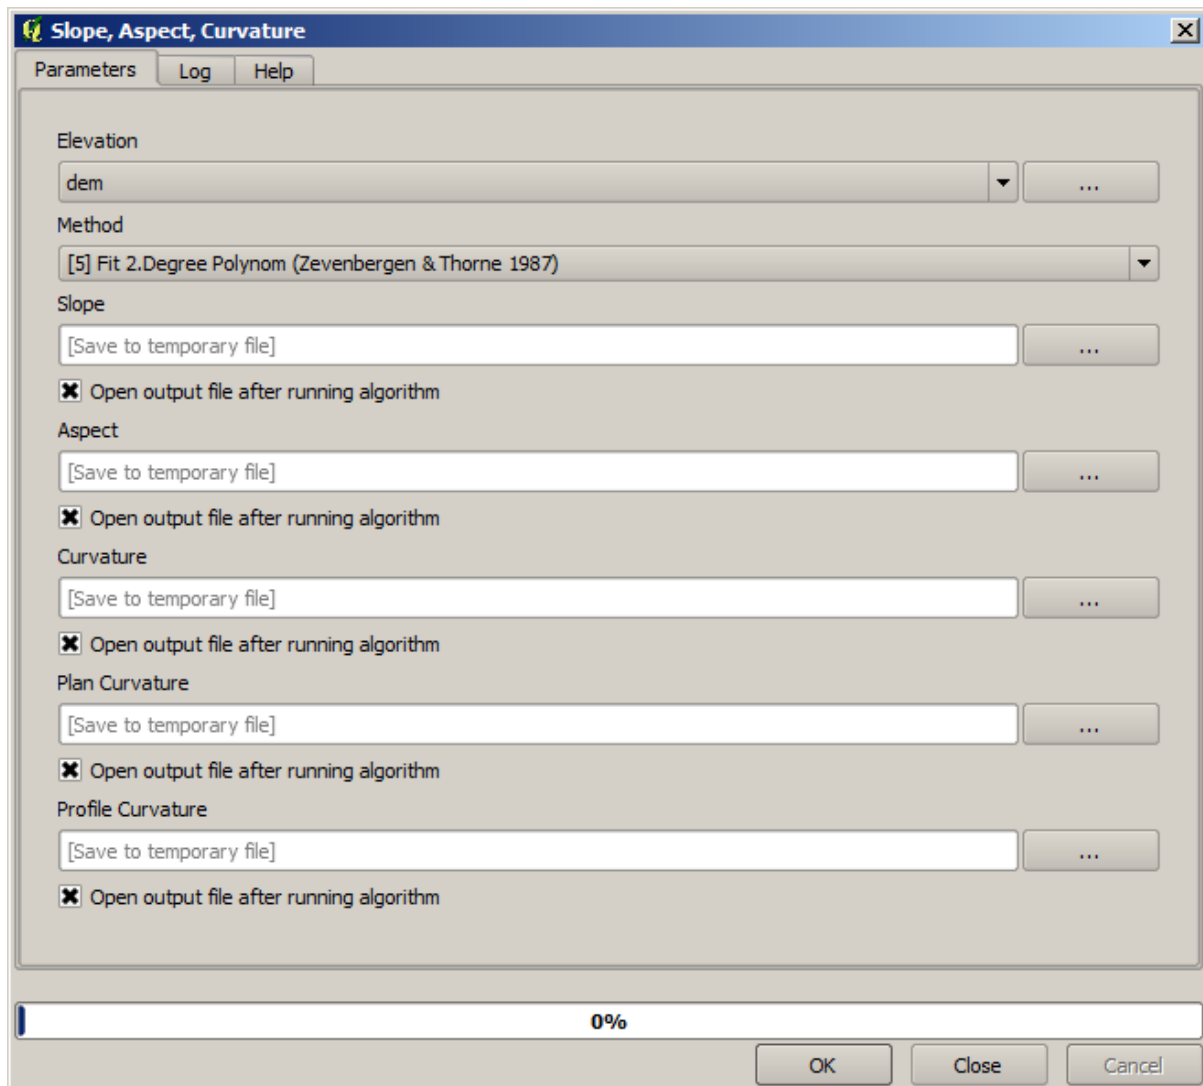 Slope, Aspect, Curvature
Parameters Log Help
Elevation
dem ...
Method
[5] Fit 2.Degree Polynom (Zevenbergen & Thorne 1987)
Slope
[Save to temporary file] ...
Open output file after running algorithm
Aspect
[Save to temporary file] ...
Open output file after running algorithm
Curvature
[Save to temporary file] ...
Open output file after running algorithm
Plan Curvature
[Save to temporary file] ...
Open output file after running algorithm
Profile Curvature
[Save to temporary file] ...
Open output file after running algorithm
0%
OK Close Cancel